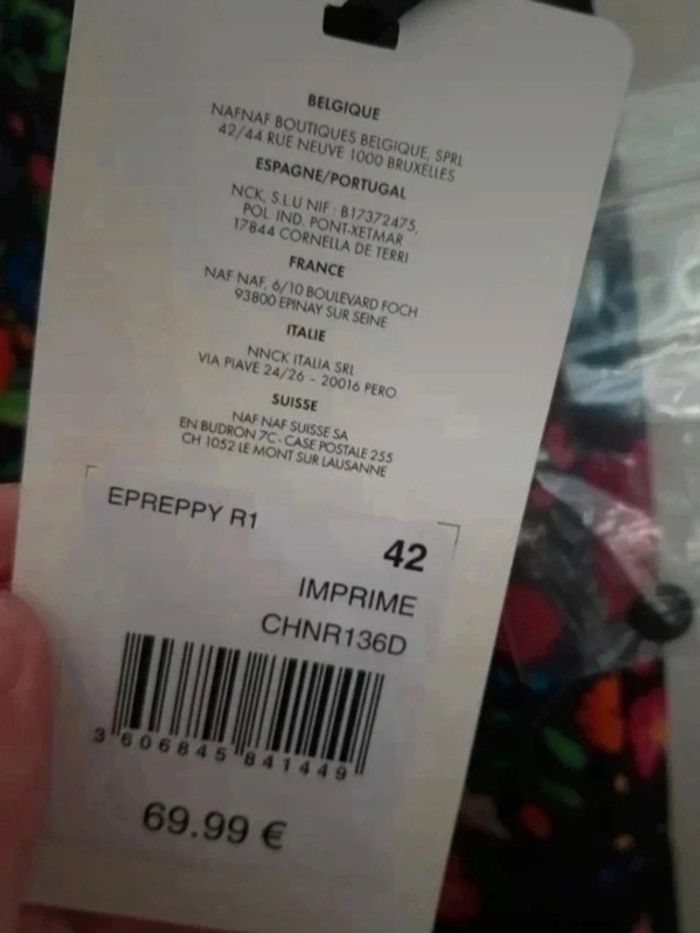 BELGIQUE
NAFNAF BOUTIQUES BELGIQUE, SPRL
42/44 RUE NEUVE 1000 BRUXELLES
ESPAGNE/PORTUGAL
NCK, S.L.U NIF : B17372475,
POL. IND. PONT-XETMAR
17844 CORNELLA DE TERRI
FRANCE
NAF NAF, 6/10 BOULEVARD FOCH
93800 EPINAY SUR SEINE
ITALIE
NNCK ITALIA SRL
VIA PIAVE 24/26 - 20016 PERO
SUISSE
NAF NAF SUISSE SA
EN BUDRON 7C - CASE POSTALE 255
CH 1052 LE MONT SUR LAUSANNE
EPREPPY R1
42
IMPRIME
CHNR136D
3 606845 841449
69.99 €